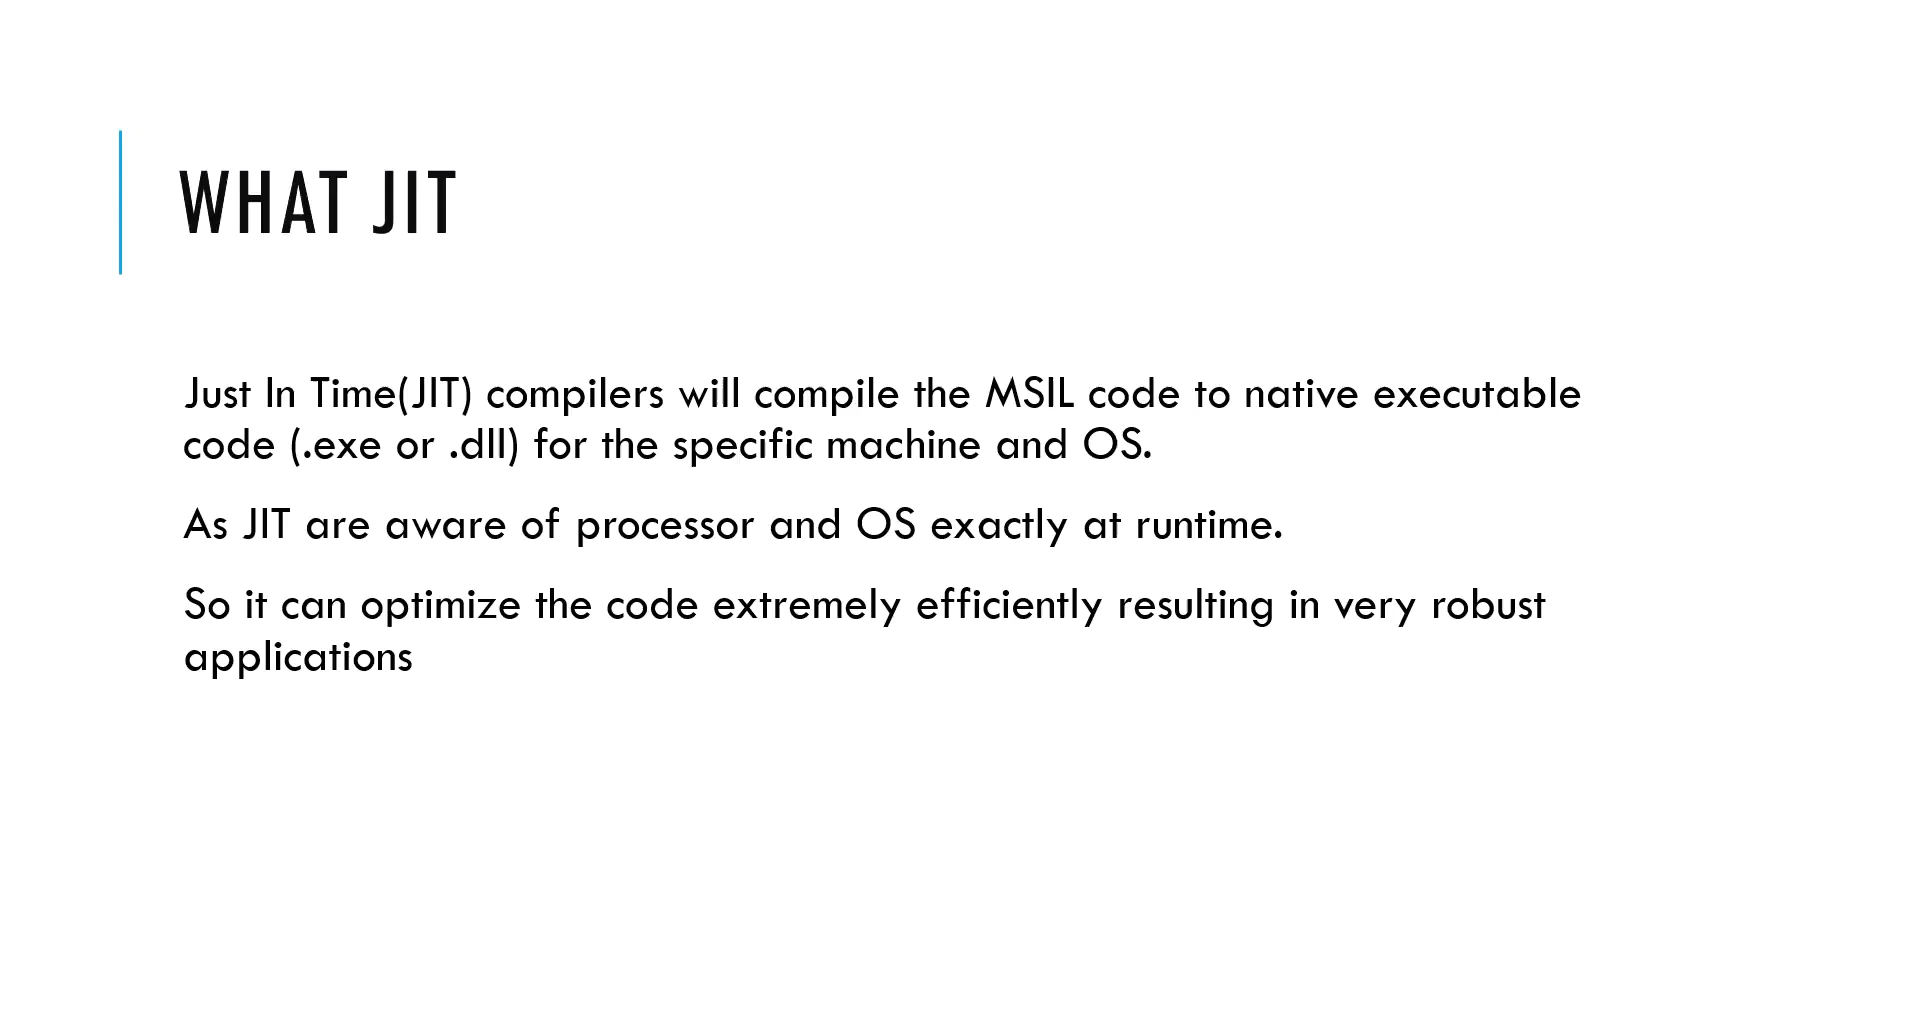 WHAT JIT
Just In Time(JIT) compilers will compile the MSIL code to native executable
code (.exe or .dll) for the specific machine and OS.
As JIT are aware of processor and OS exactly at runtime.
So it can optimize the code extremely efficiently resulting in very robust
applications